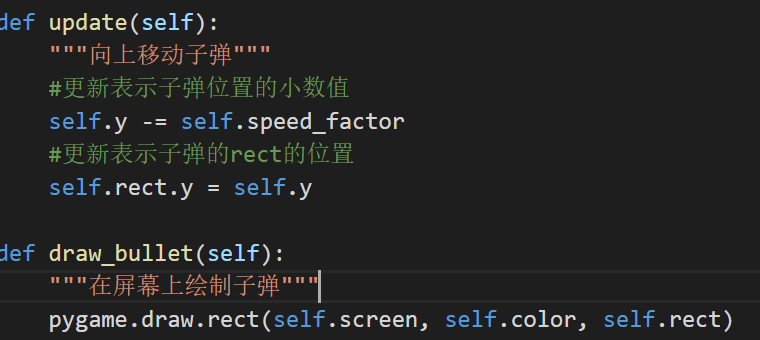 def update(self):
    """向上移动子弹"""
    #更新表示子弹位置的小数值
    self.y -= self.speed_factor
    #更新表示子弹的rect的位置
    self.rect.y = self.y
def draw_bullet(self):
    """在屏幕上绘制子弹"""
    pygame.draw.rect(self.screen, self.color, self.rect)